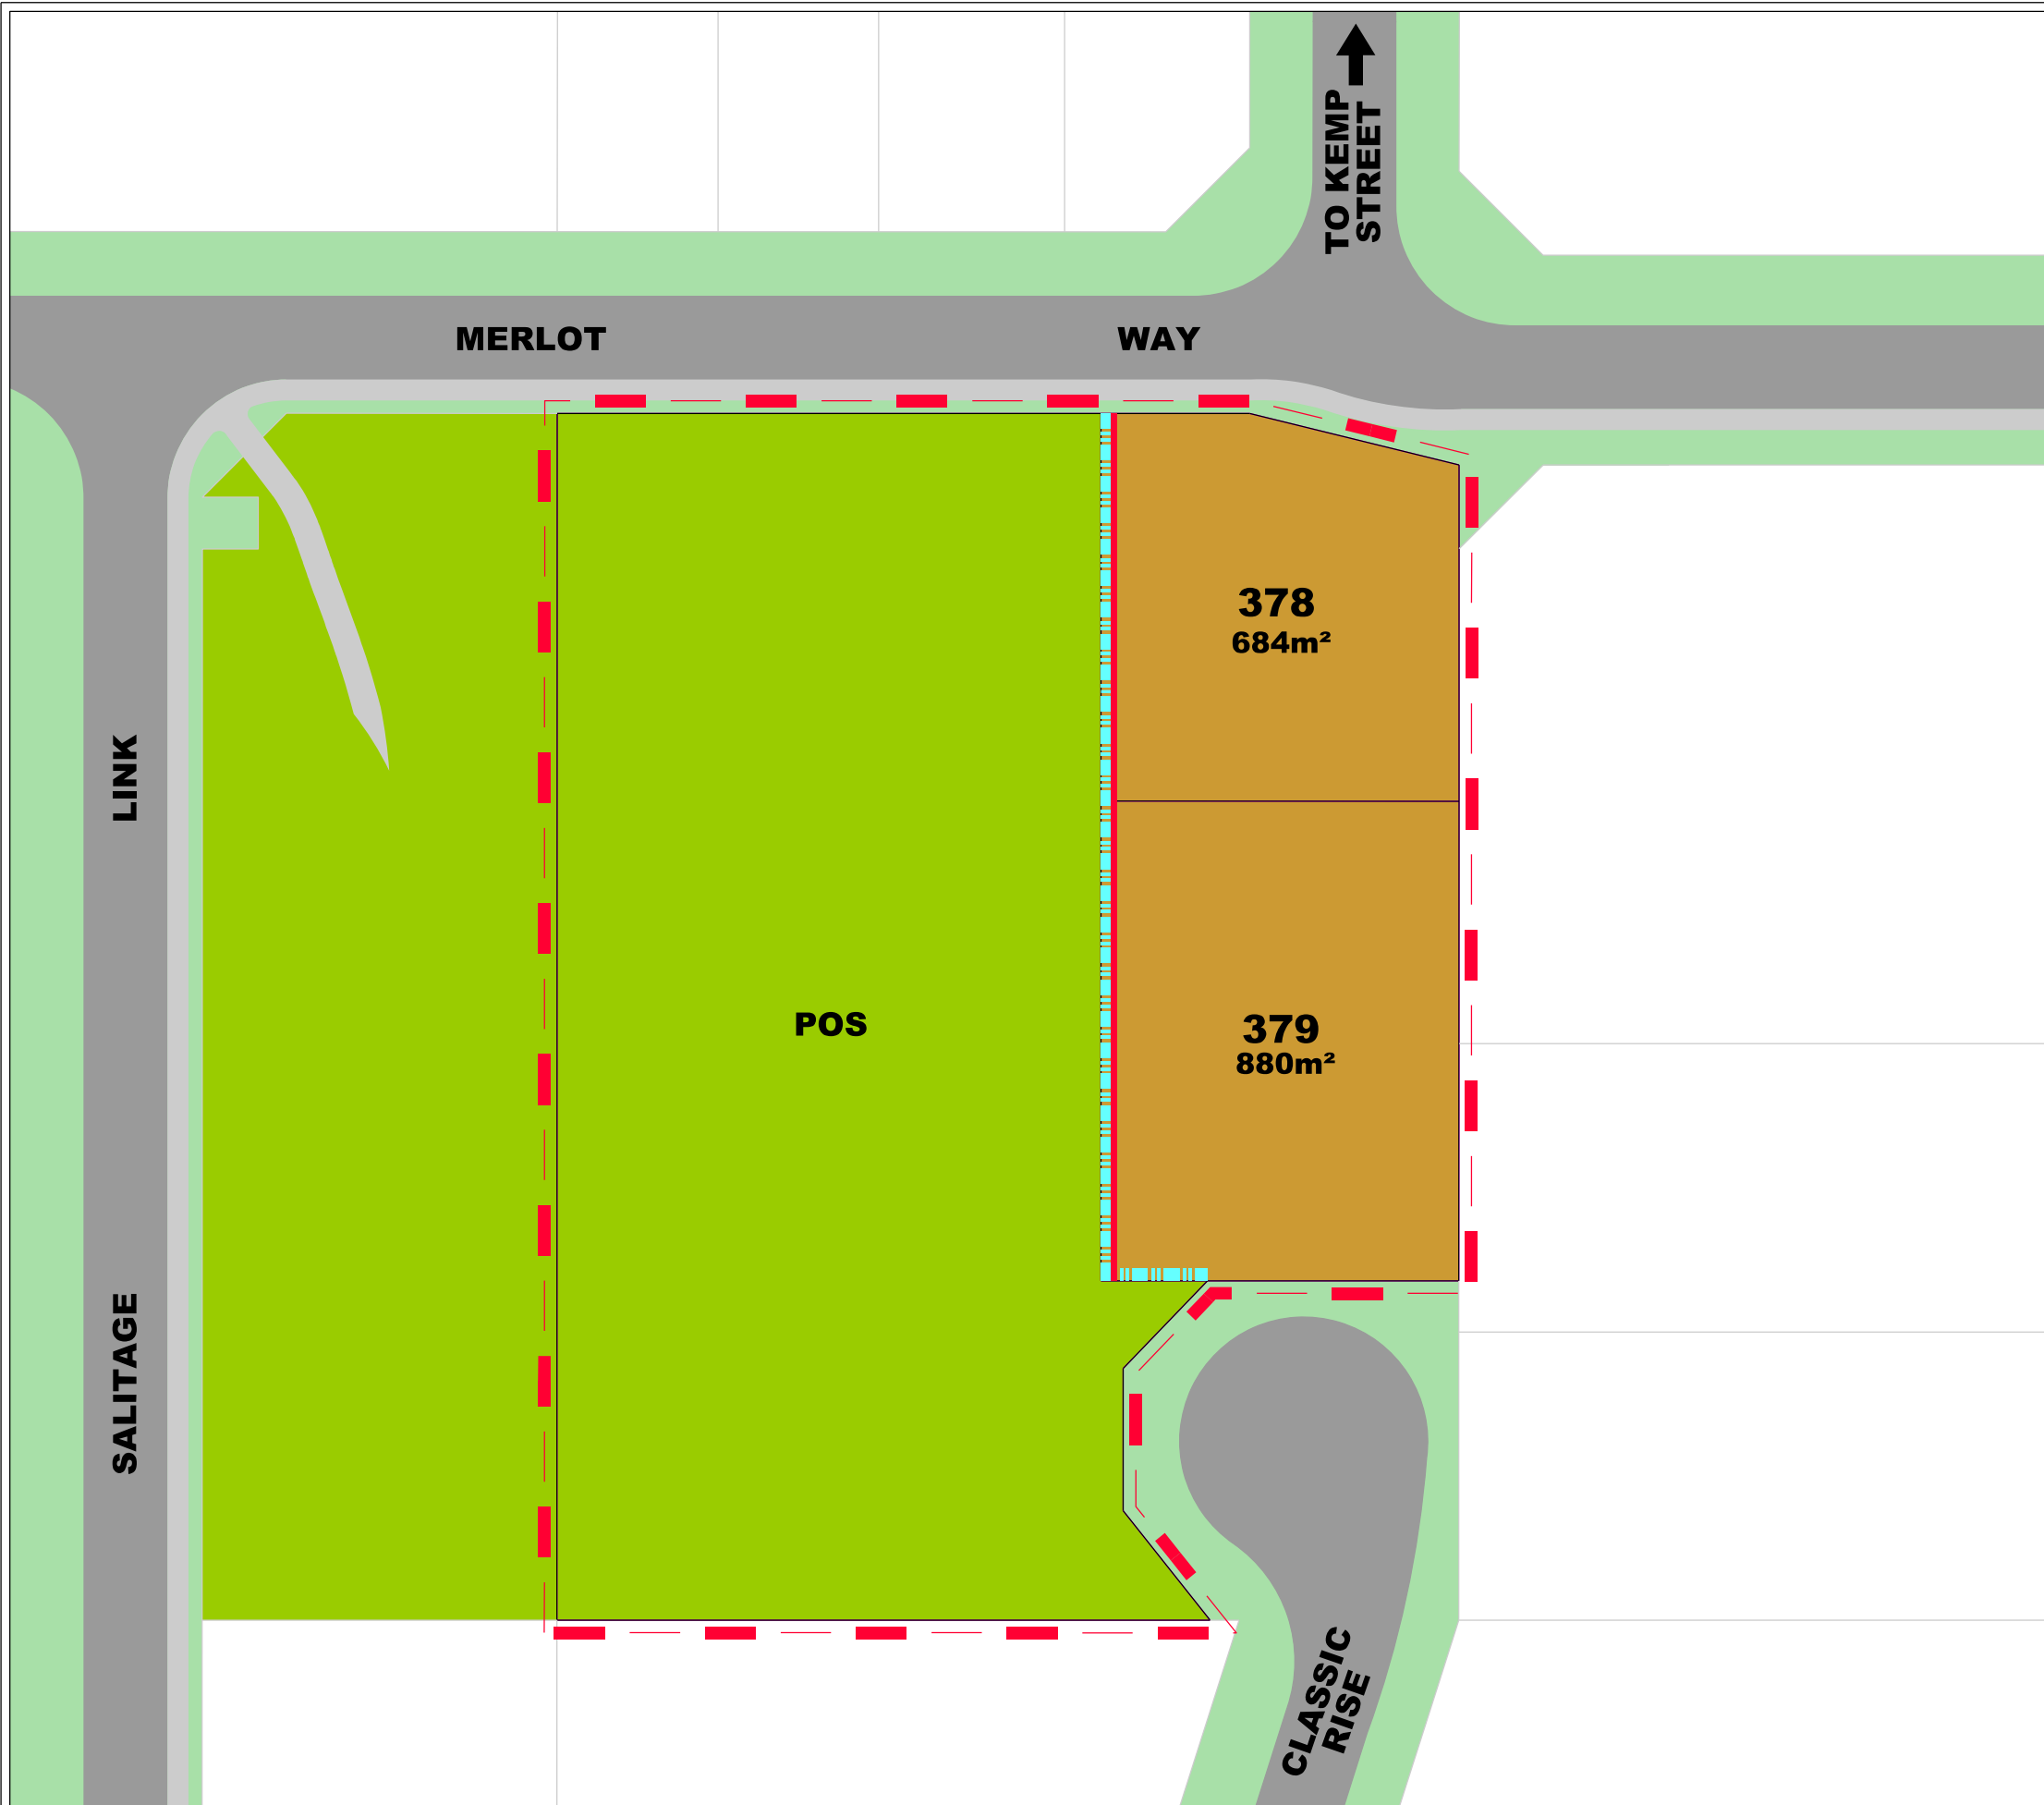 TO KEMP
STREET
MERLOT WAY
378
684m²
LINK
POS
379
880m²
SALITAGE
CLASSIC
RISE